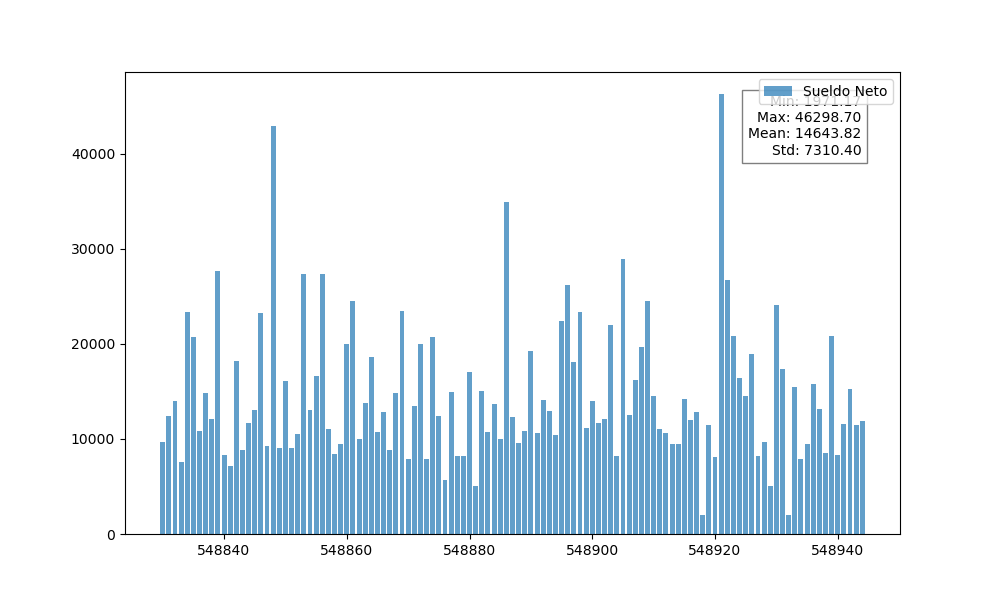 Sueldo Neto
Min: 1971.17
Max: 46298.70
Mean: 14643.82
Std: 7310.40
40000
30000
20000
10000
0
548840 548860 548880 548900 548920 548940